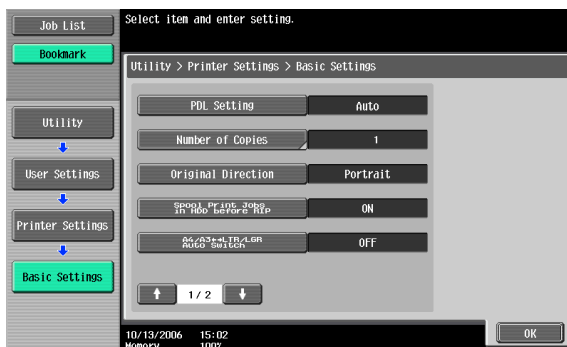 Job List
Select item and enter setting.
Bookmark
Utility > Printer Settings > Basic Settings
PDL Setting
Auto
Utility
Number of Copies
1
User Settings
Original Direction
Portrait
Spool Print Jobs
in HDD before RIP
ON
Printer Settings
A4/A3↔LTR/LGR
Auto Switch
OFF
Basic Settings
1/ 2
10/13/2006 15:02
Memory 100%
OK